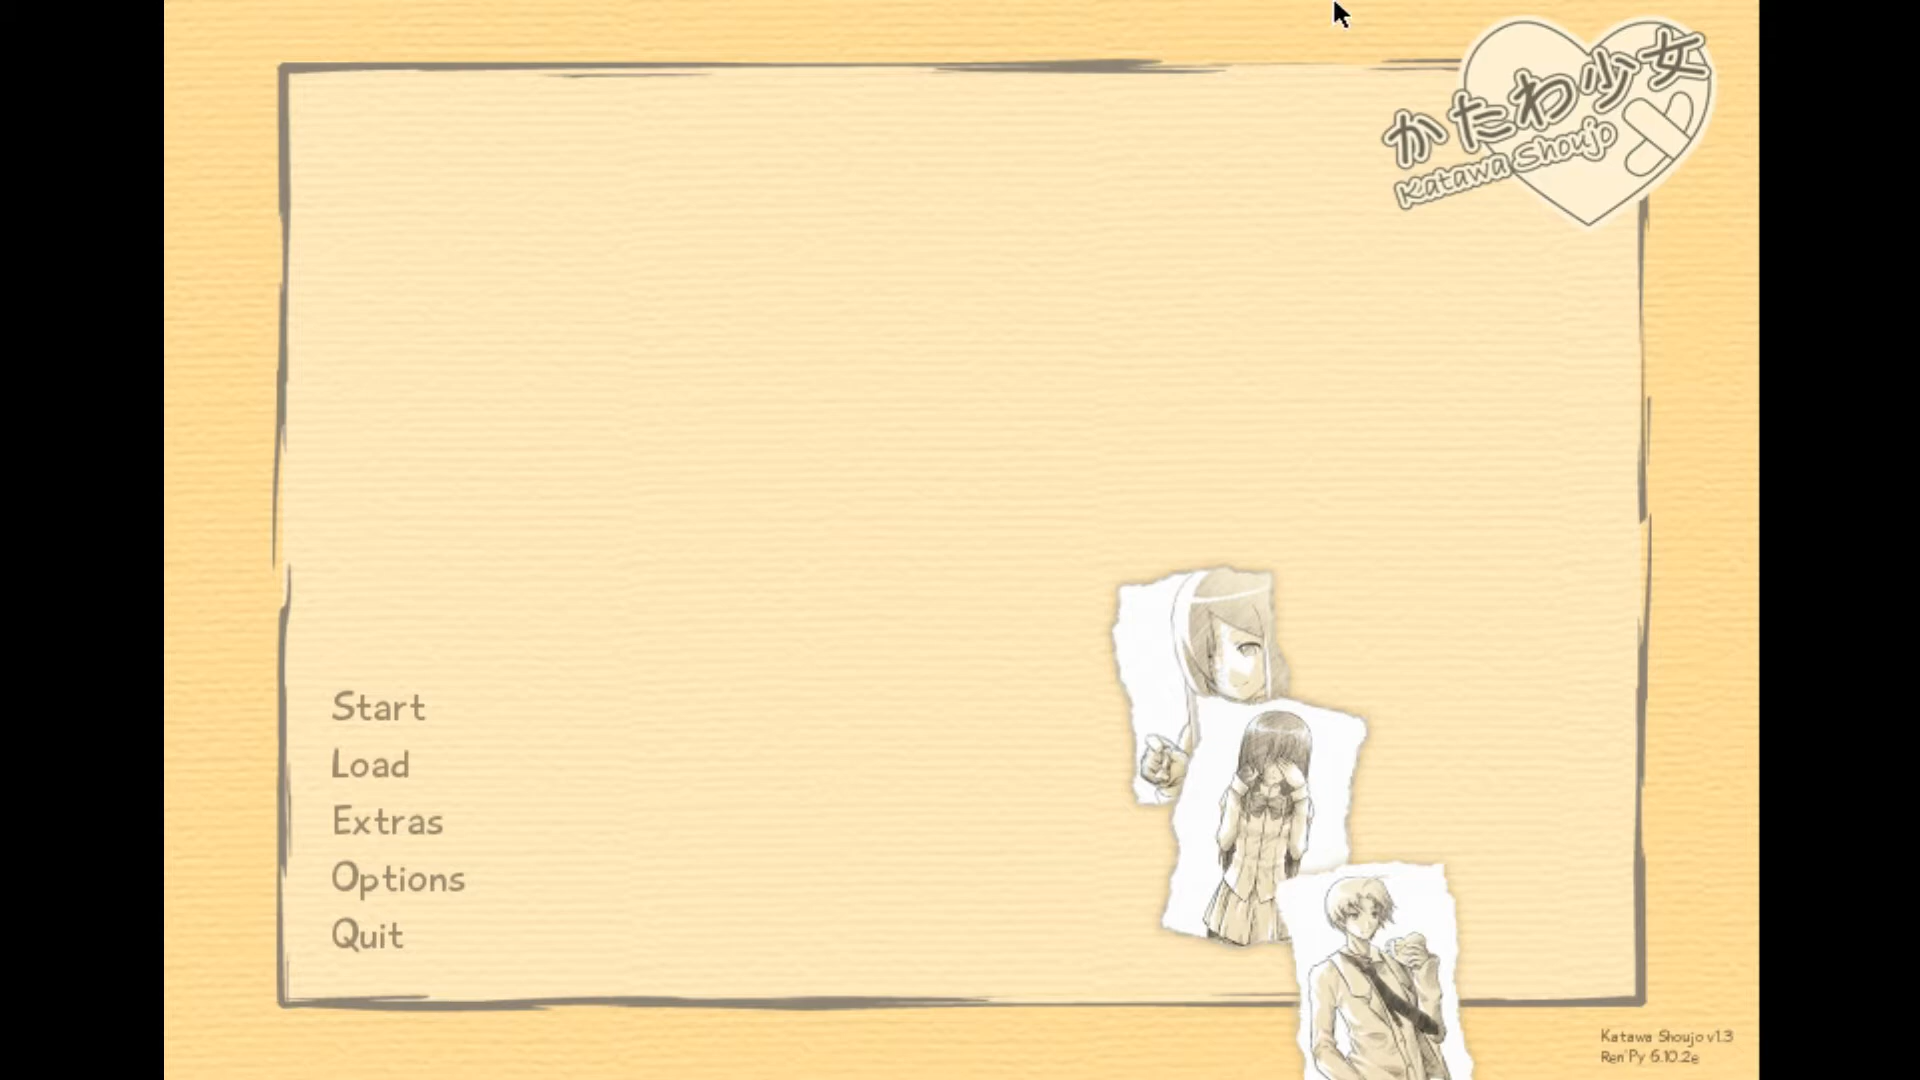 かたわ少女
Katawa Shoujo
Start
Load
Extras
Options
Quit
Katawa Shoujo v1.3
Ren'Py 6.10.2e